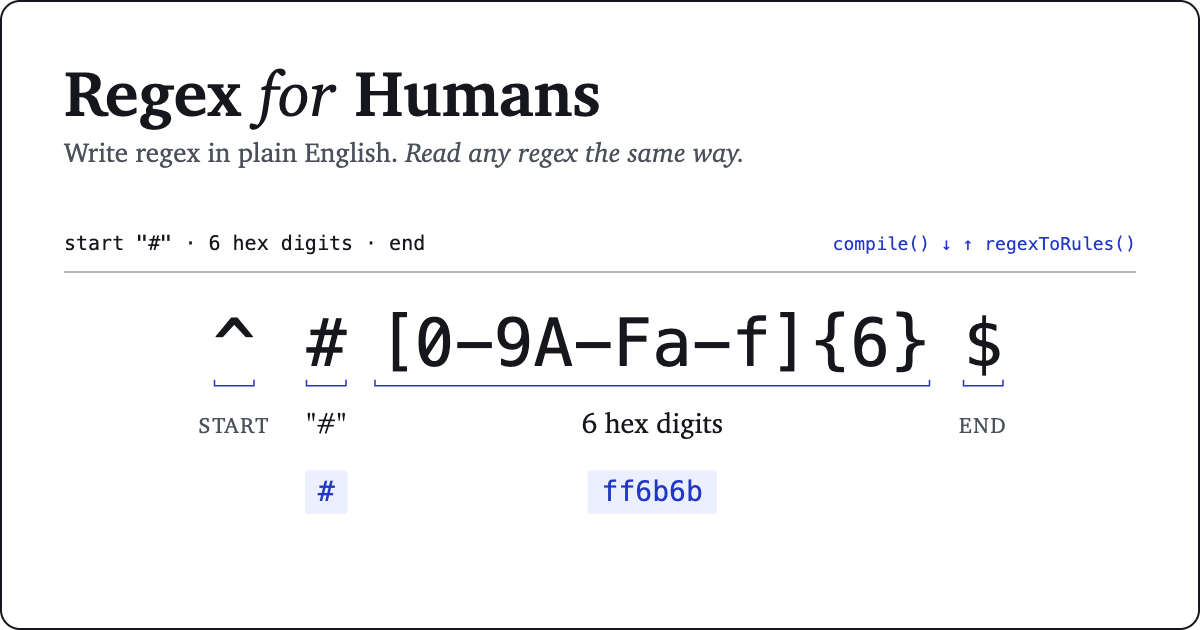 Regex for Humans
Write regex in plain English. Read any regex the same way.
start "#" · 6 hex digits · end compile() ↓ ↑ regexToRules()
^ # [0-9A-Fa-f]{6} $
START "#" 6 hex digits END
# ff6b6b